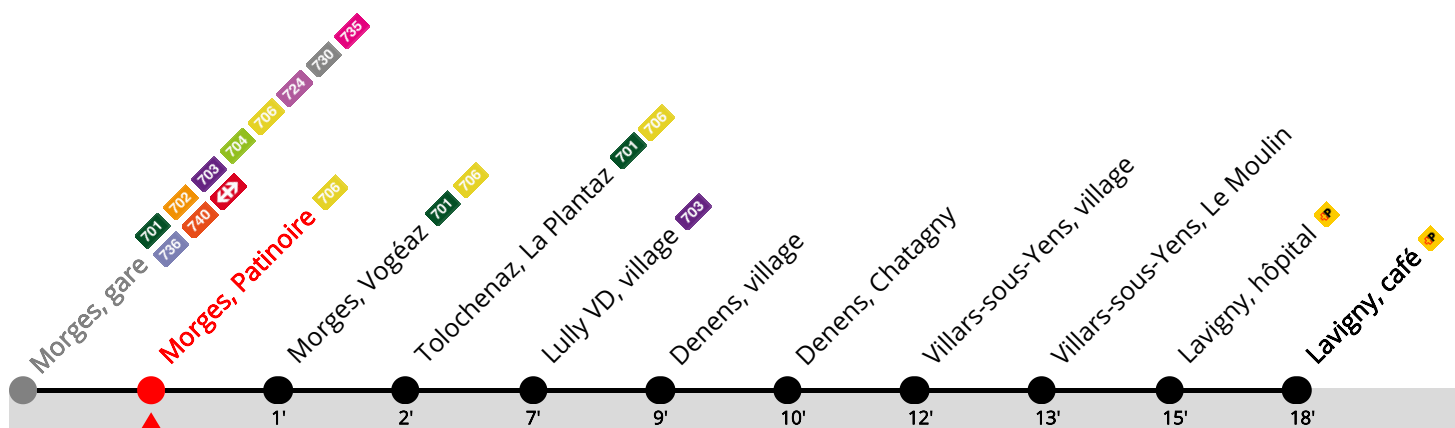 Morges, gare 701 702 703 704 706 724 730 735
736 740
Morges, Patinoire 706
Morges, Vogéaz 701 706
Tolochenaz, La Plantaz 701 706
Lully VD, village 703
Denens, village
Denens, Chatagny
Villars-sous-Yens, village
Villars-sous-Yens, Le Moulin
Lavigny, hôpital P
Lavigny, café P
1' 2' 7' 9' 10' 12' 13' 15' 18'